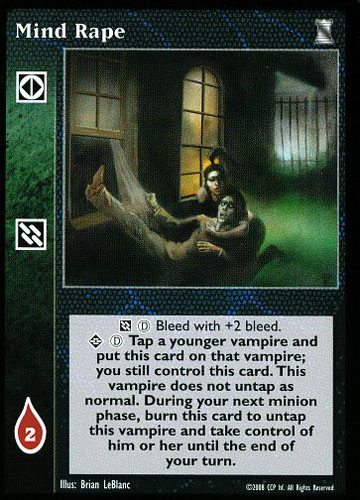 Mind Rape
Ⓓ Bleed with +2 bleed.
Ⓓ Tap a younger vampire and
put this card on that vampire;
you still control this card. This
vampire does not untap as
normal. During your next minion
phase, burn this card to untap
this vampire and take control of
him or her until the end of
your turn.
2
Illus: Brian LeBlanc
©2008 CCP hf. All Rights Reserved